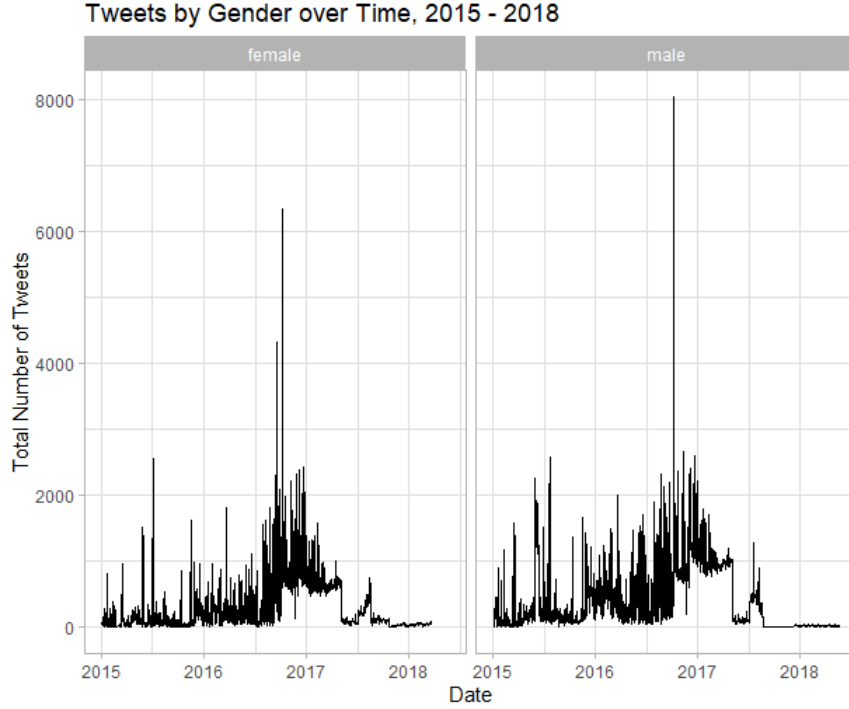 Tweets by Gender over Time, 2015 - 2018
female
male
8000
6000
4000
2000
0
Total Number of Tweets
2015 2016 2017 2018
2015 2016 2017 2018
Date